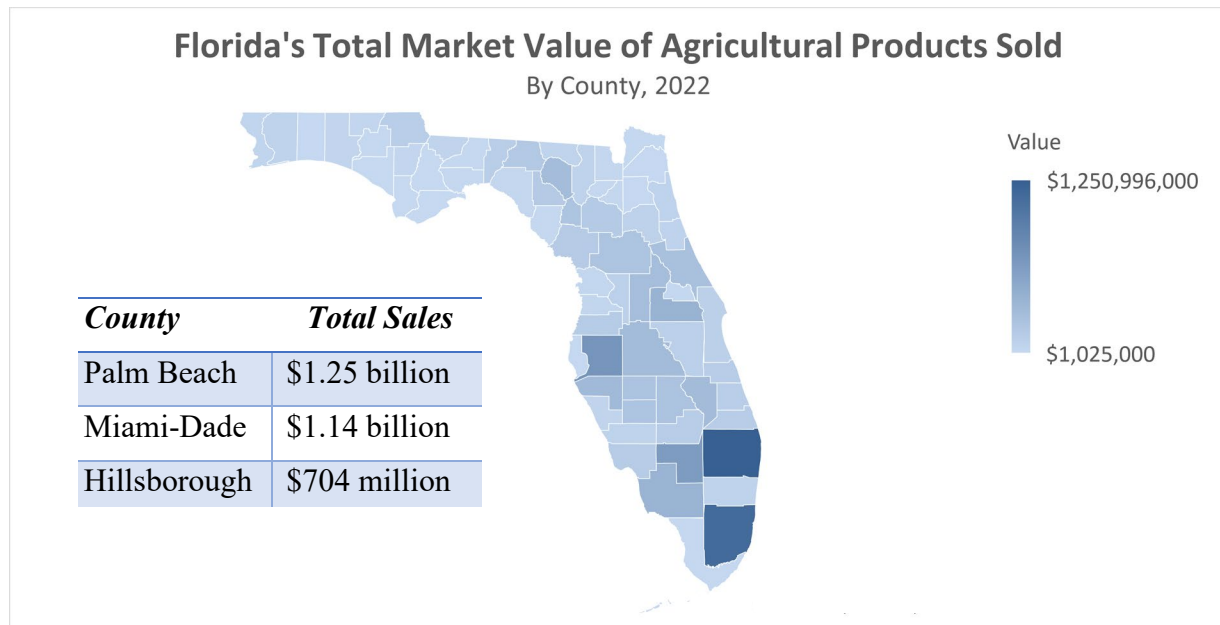 Florida's Total Market Value of Agricultural Products Sold
By County, 2022
Value
$1,250,996,000
$1,025,000
County Total Sales
Palm Beach $1.25 billion
Miami-Dade $1.14 billion
Hillsborough $704 million